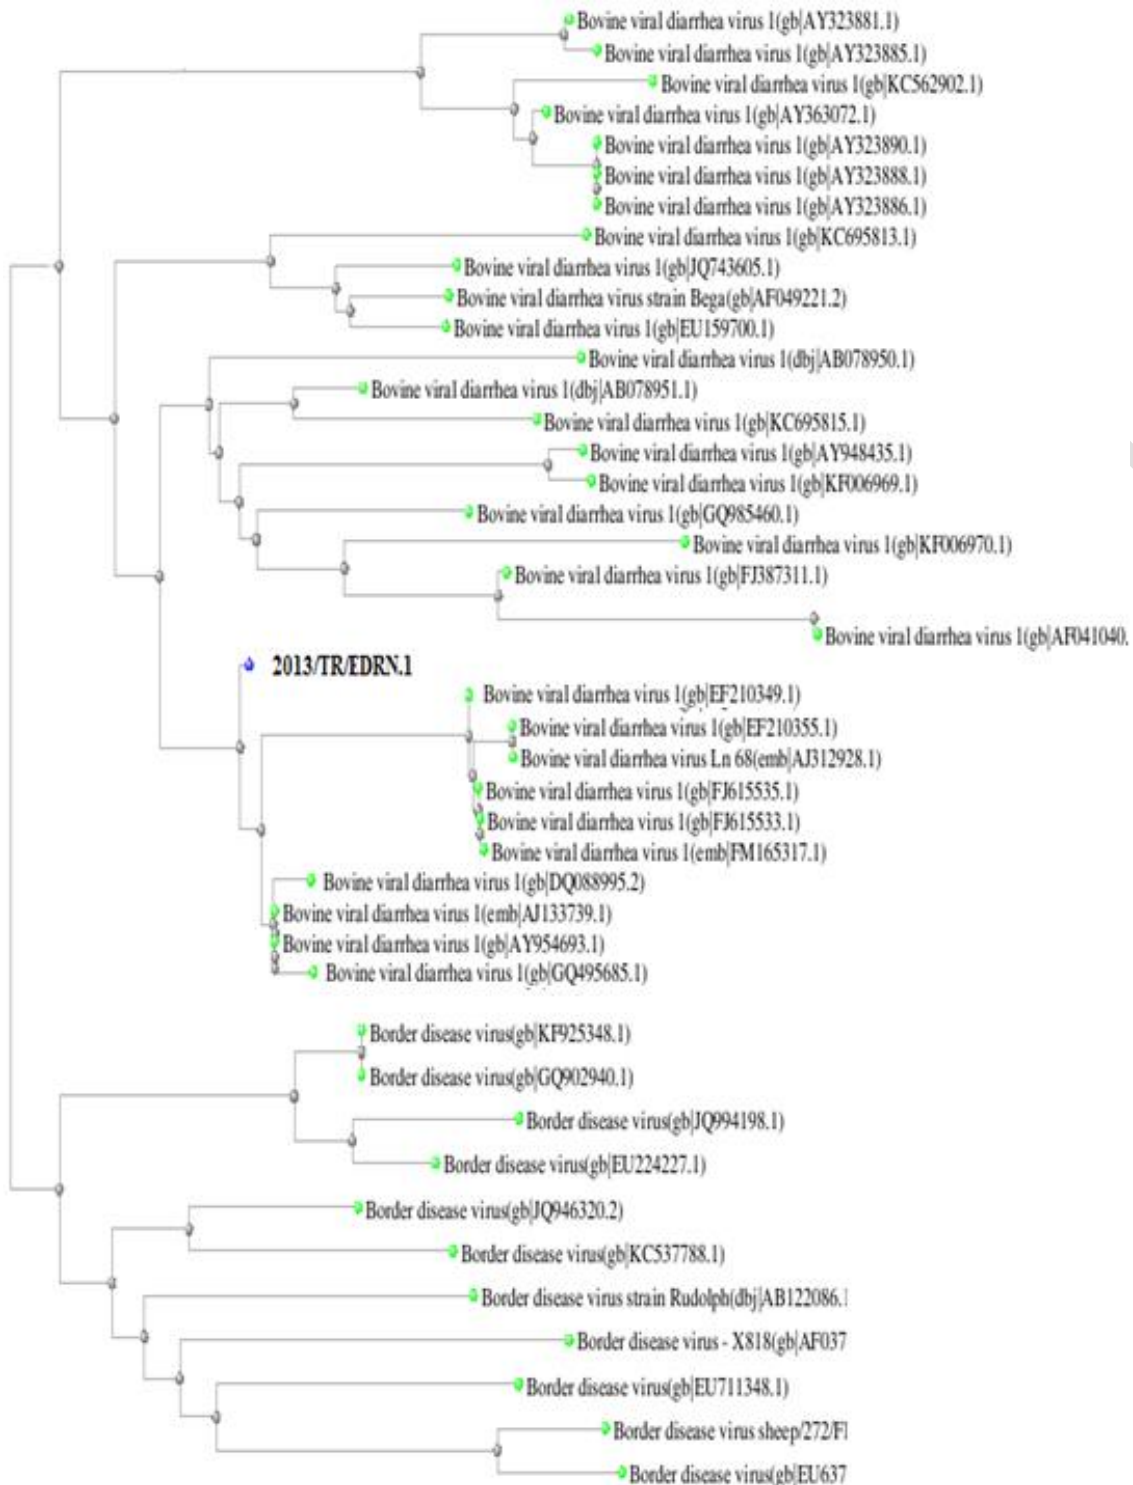 Bovine viral diarrhea virus 1(gb|AY323881.1)
Bovine viral diarrhea virus 1(gb|AY323885.1)
Bovine viral diarrhea virus 1(gb|KC562902.1)
Bovine viral diarrhea virus 1(gb|AY363072.1)
Bovine viral diarrhea virus 1(gb|AY323890.1)
Bovine viral diarrhea virus 1(gb|AY323888.1)
Bovine viral diarrhea virus 1(gb|AY323886.1)
Bovine viral diarrhea virus 1(gb|KC695813.1)
Bovine viral diarrhea virus 1(gb|JQ743605.1)
Bovine viral diarrhea virus strain Bega(gb|AF049221.2)
Bovine viral diarrhea virus 1(gb|EU159700.1)
Bovine viral diarrhea virus 1(dbj|AB078950.1)
Bovine viral diarrhea virus 1(dbj|AB078951.1)
Bovine viral diarrhea virus 1(gb|KC695815.1)
Bovine viral diarrhea virus 1(gb|AY948435.1)
Bovine viral diarrhea virus 1(gb|KF006969.1)
Bovine viral diarrhea virus 1(gb|GQ985460.1)
Bovine viral diarrhea virus 1(gb|KF006970.1)
Bovine viral diarrhea virus 1(gb|FJ387311.1)
Bovine viral diarrhea virus 1(gb|AF041040.
2013/TR/EDRN.1
Bovine viral diarrhea virus 1(gb|EF210349.1)
Bovine viral diarrhea virus 1(gb|EF210355.1)
Bovine viral diarrhea virus Ln 68(emb|AJ312928.1)
Bovine viral diarrhea virus 1(gb|FJ615535.1)
Bovine viral diarrhea virus 1(gb|FJ615533.1)
Bovine viral diarrhea virus 1(emb|FM165317.1)
Bovine viral diarrhea virus 1(gb|DQ088995.2)
Bovine viral diarrhea virus 1(emb|AJ133739.1)
Bovine viral diarrhea virus 1(gb|AY954693.1)
Bovine viral diarrhea virus 1(gb|GQ495685.1)
Border disease virus(gb|KF925348.1)
Border disease virus(gb|GQ902940.1)
Border disease virus(gb|JQ994198.1)
Border disease virus(gb|EU224227.1)
Border disease virus(gb|JQ946320.2)
Border disease virus(gb|KC537788.1)
Border disease virus strain Rudolph(dbj|AB122086.1
Border disease virus - X818(gb|AF037
Border disease virus(gb|EU711348.1)
Border disease virus sheep/272/F
Border disease virus(gb|EU637